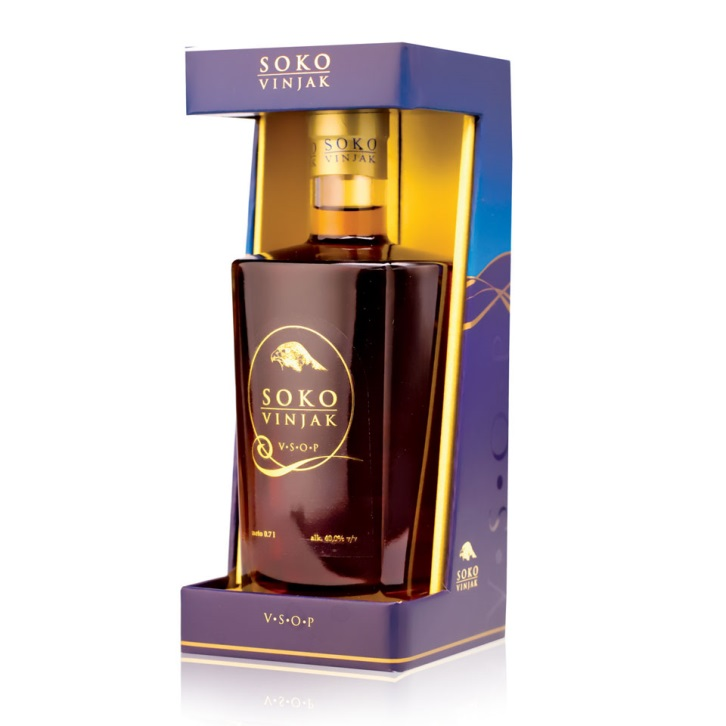 SOKO
VINJAK
SOKO
VINJAK
SOKO
VINJAK
V•S•O•P
neto 0.7 l
alk. 40,0% v/v
V•S•O•P
SOKO
VINJAK
V•S•O•P